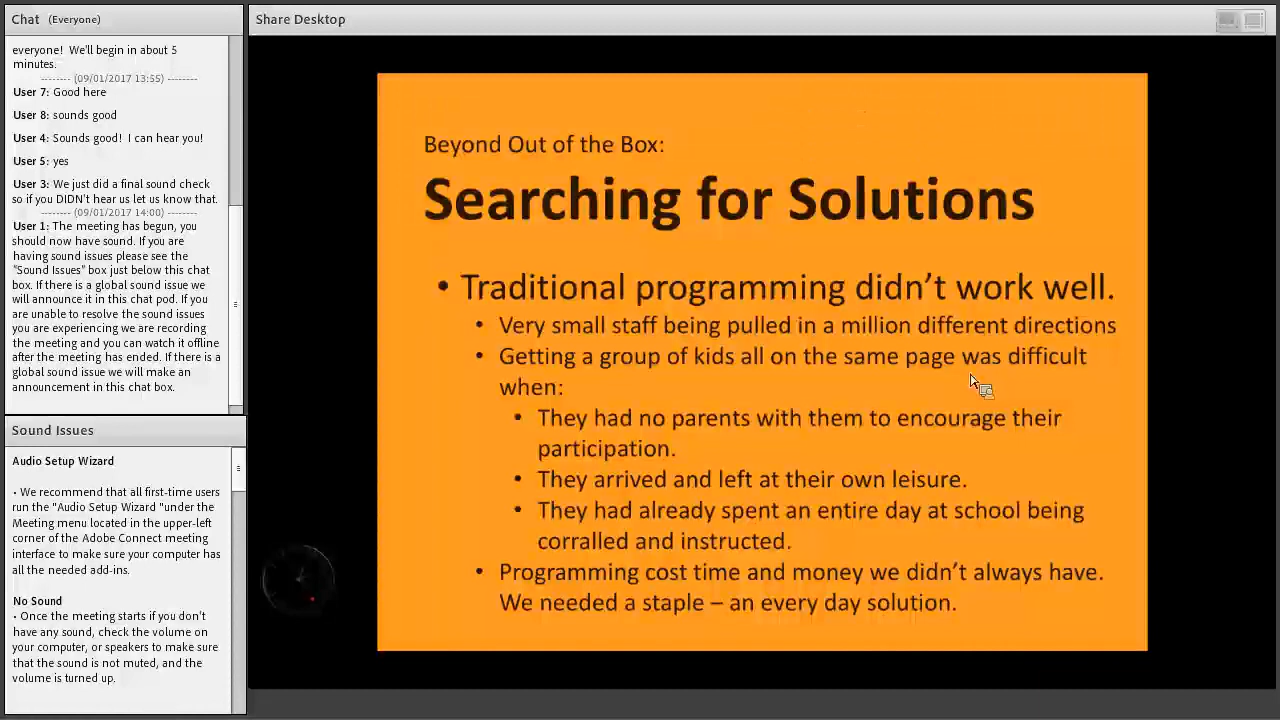 Chat (Everyone)
everyone! We'll begin in about 5
minutes.
-------- (09/01/2017 13:55) --------
User 7: Good here
User 8: sounds good
User 4: Sounds good! I can hear you!
User 5: yes
User 3: We just did a final sound check
so if you DIDN'T hear us let us know that.
-------- (09/01/2017 14:00) --------
User 1: The meeting has begun, you
should now have sound. If you are
having sound issues please see the
"Sound Issues" box just below this chat
box. If there is a global sound issue we
will announce it in this chat pod. If you
are unable to resolve the sound issues
you are experiencing we are recording
the meeting and you can watch it offline
after the meeting has ended. If there is a
global sound issue we will make an
announcement in this chat box.
Sound Issues
Audio Setup Wizard
• We recommend that all first-time users
run the "Audio Setup Wizard "under the
Meeting menu located in the upper-left
corner of the Adobe Connect meeting
interface to make sure your computer has
all the needed add-ins.
No Sound
• Once the meeting starts if you don't
have any sound, check the volume on
your computer, or speakers to make sure
that the sound is not muted, and the
volume is turned up.
Share Desktop
Beyond Out of the Box:
Searching for Solutions
• Traditional programming didn't work well.
• Very small staff being pulled in a million different directions
• Getting a group of kids all on the same page was difficult
when:
• They had no parents with them to encourage their
participation.
• They arrived and left at their own leisure.
• They had already spent an entire day at school being
corralled and instructed.
• Programming cost time and money we didn't always have.
We needed a staple – an every day solution.